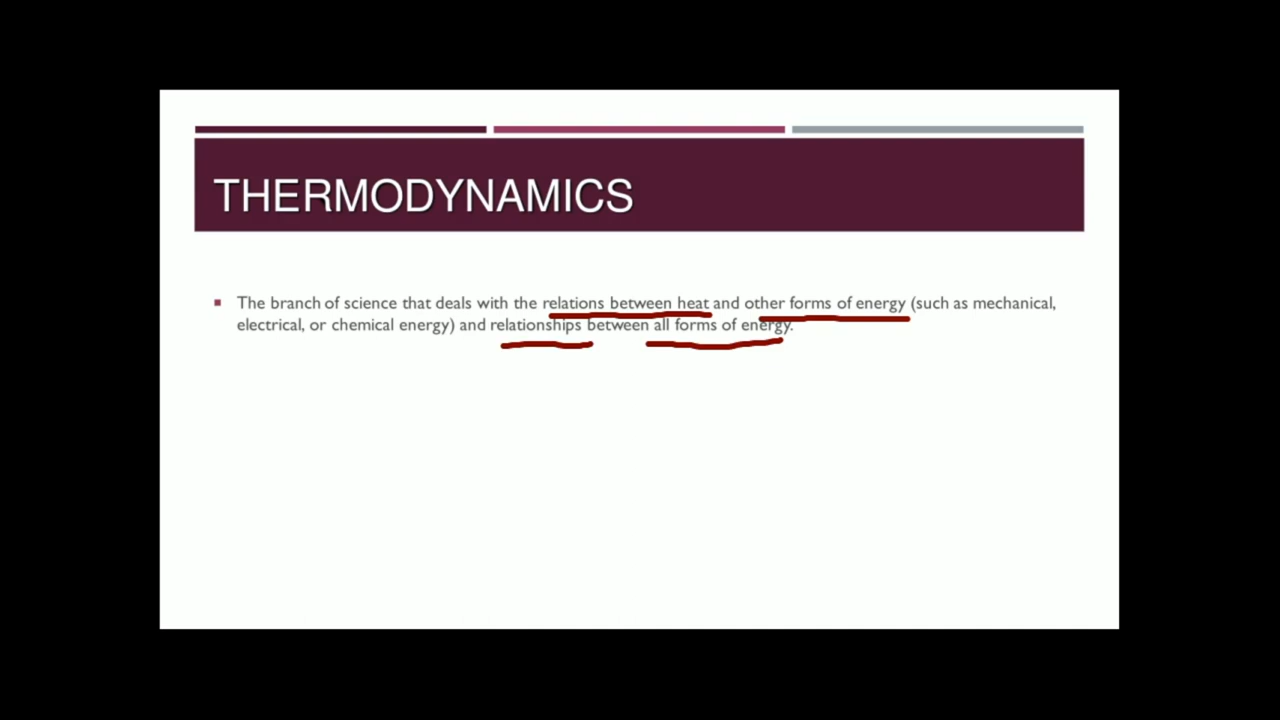 THERMODYNAMICS
The branch of science that deals with the relations between heat and other forms of energy (such as mechanical,
electrical, or chemical energy) and relationships between all forms of energy.